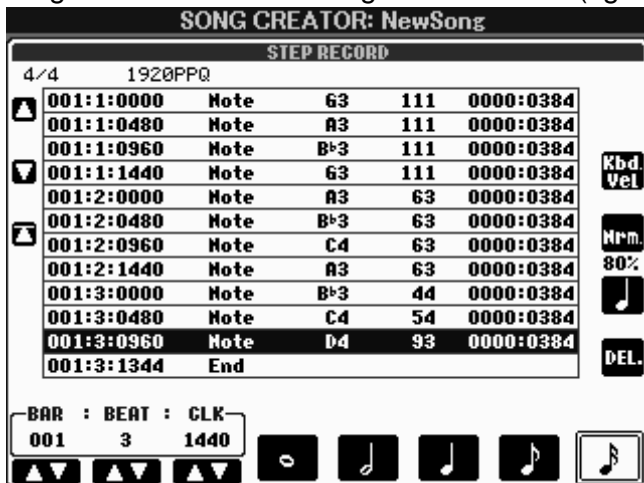 SONG CREATOR: NewSong
STEP RECORD
4/4 1920PPQ
001:1:0000 Note G3 111 0000:0384
001:1:0480 Note A3 111 0000:0384
001:1:0960 Note B♭3 111 0000:0384
001:1:1440 Note G3 111 0000:0384
001:2:0000 Note A3 63 0000:0384
001:2:0480 Note B♭3 63 0000:0384
001:2:0960 Note C4 63 0000:0384
001:2:1440 Note A3 63 0000:0384
001:3:0000 Note B♭3 44 0000:0384
001:3:0480 Note C4 54 0000:0384
001:3:0960 Note D4 93 0000:0384
001:3:1344 End
Kbd.
Vel
Nrm.
80%
DEL.
BAR : BEAT : CLK
001 3 1440